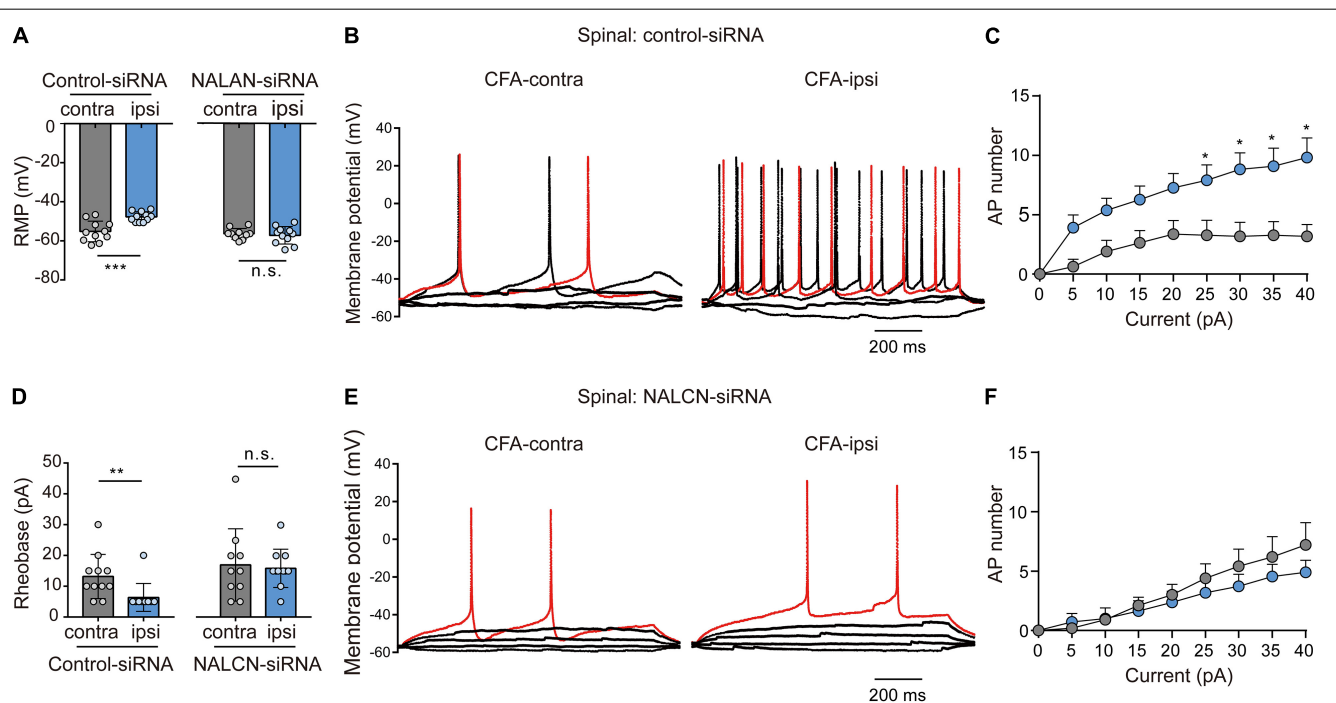 A
Control-siRNA
NALAN-siRNA
contra
ipsi
contra
ipsi
0
-20
-40
-60
-80
RMP (mV)
***
n.s.
B
Spinal: control-siRNA
CFA-contra
CFA-ipsi
Membrane potential (mV)
40
20
0
-20
-40
-60
200 ms
C
15
10
5
0
AP number
* * * *
0 5 10 15 20 25 30 35 40
Current (pA)
D
50
40
30
20
10
0
Rheobase (pA)
**
n.s.
contra ipsi contra ipsi
Control-siRNA NALCN-siRNA
E
Spinal: NALCN-siRNA
CFA-contra
CFA-ipsi
Membrane potential (mV)
40
20
0
-20
-40
-60
200 ms
F
15
10
5
0
AP number
0 5 10 15 20 25 30 35 40
Current (pA)